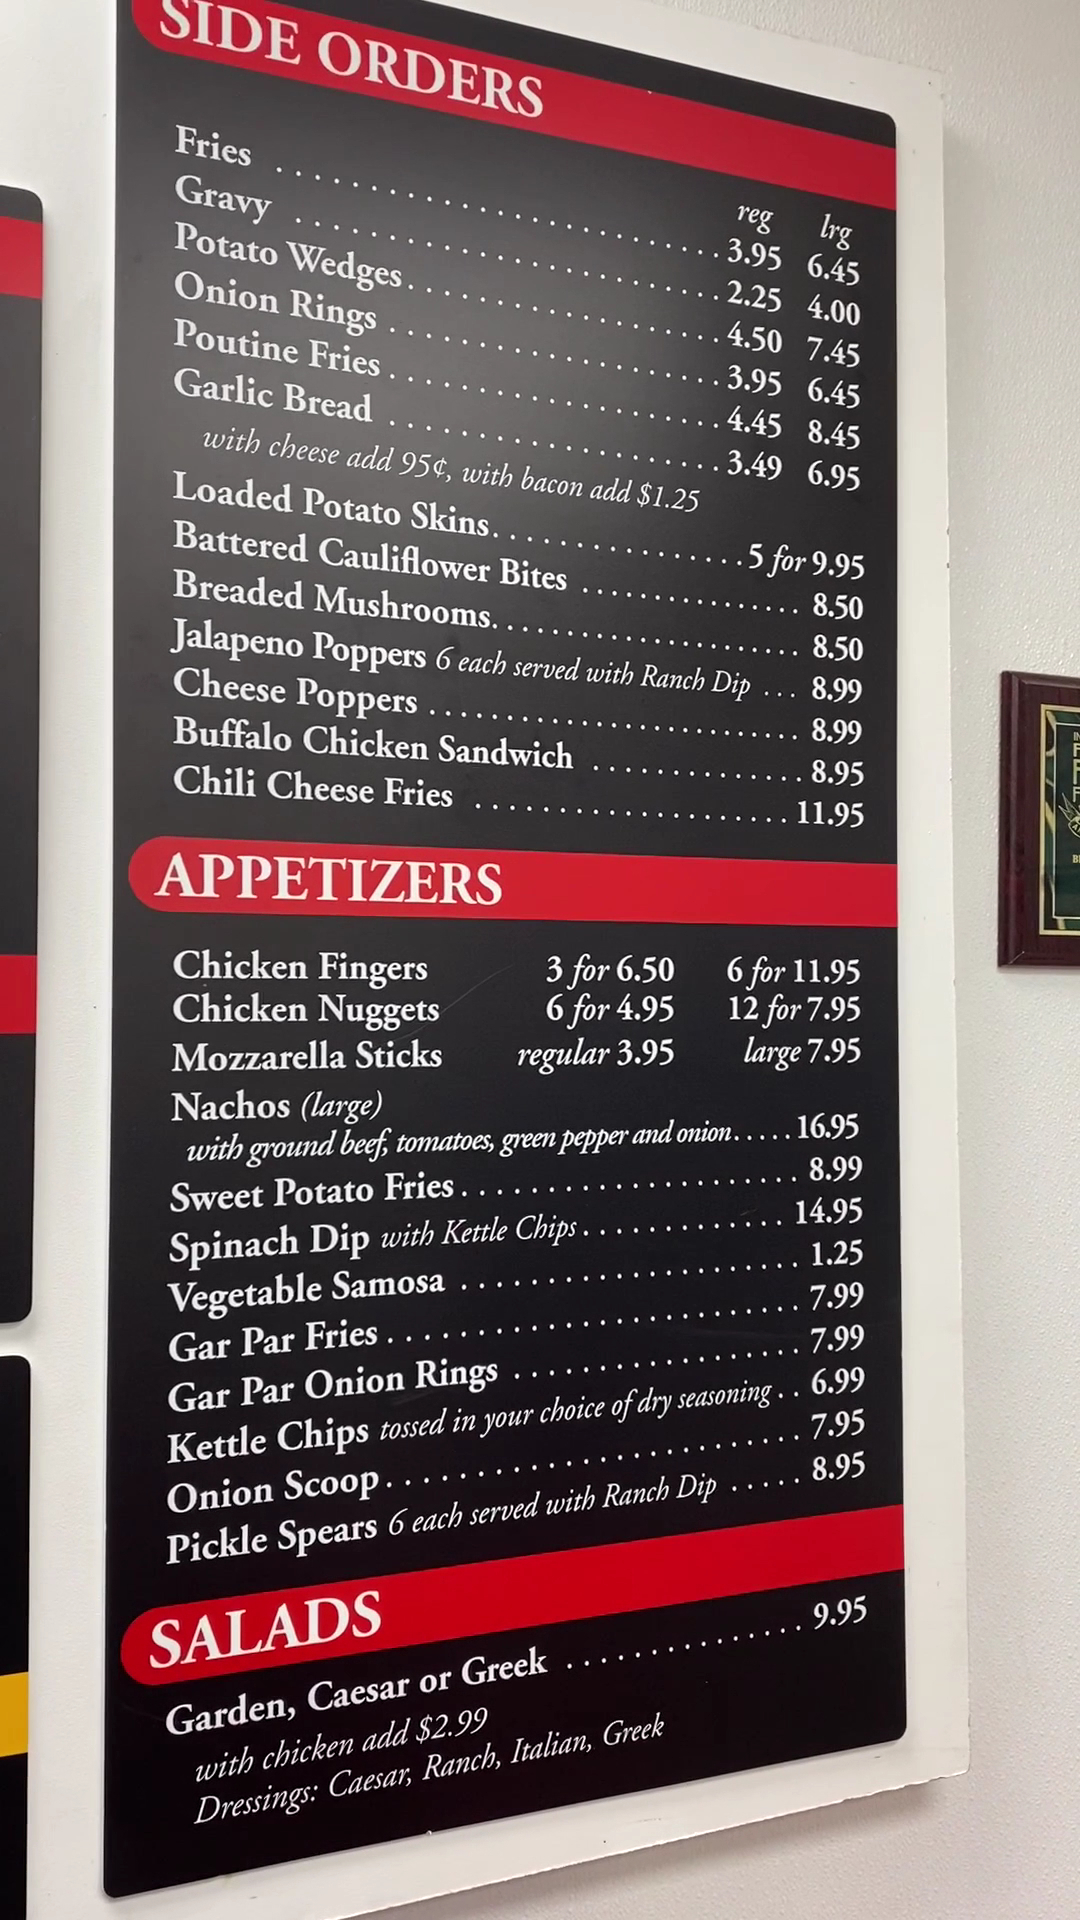 SIDE ORDERS
reg lrg
Fries 3.95 6.45
Gravy 2.25 4.00
Potato Wedges 4.50 7.45
Onion Rings 3.95 6.45
Poutine Fries 4.45 8.45
Garlic Bread 3.49 6.95
with cheese add 95¢, with bacon add $1.25
Loaded Potato Skins 5 for 9.95
Battered Cauliflower Bites 8.50
Breaded Mushrooms 8.50
Jalapeno Poppers 6 each served with Ranch Dip 8.99
Cheese Poppers 8.99
Buffalo Chicken Sandwich 8.95
Chili Cheese Fries 11.95
APPETIZERS
Chicken Fingers 3 for 6.50 6 for 11.95
Chicken Nuggets 6 for 4.95 12 for 7.95
Mozzarella Sticks regular 3.95 large 7.95
Nachos (large)
with ground beef, tomatoes, green pepper and onion 16.95
Sweet Potato Fries 8.99
Spinach Dip with Kettle Chips 14.95
Vegetable Samosa 1.25
Gar Par Fries 7.99
Gar Par Onion Rings 7.99
Kettle Chips tossed in your choice of dry seasoning 6.99
Onion Scoop 7.95
Pickle Spears 6 each served with Ranch Dip 8.95
SALADS
Garden, Caesar or Greek 9.95
with chicken add $2.99
Dressings: Caesar, Ranch, Italian, Greek